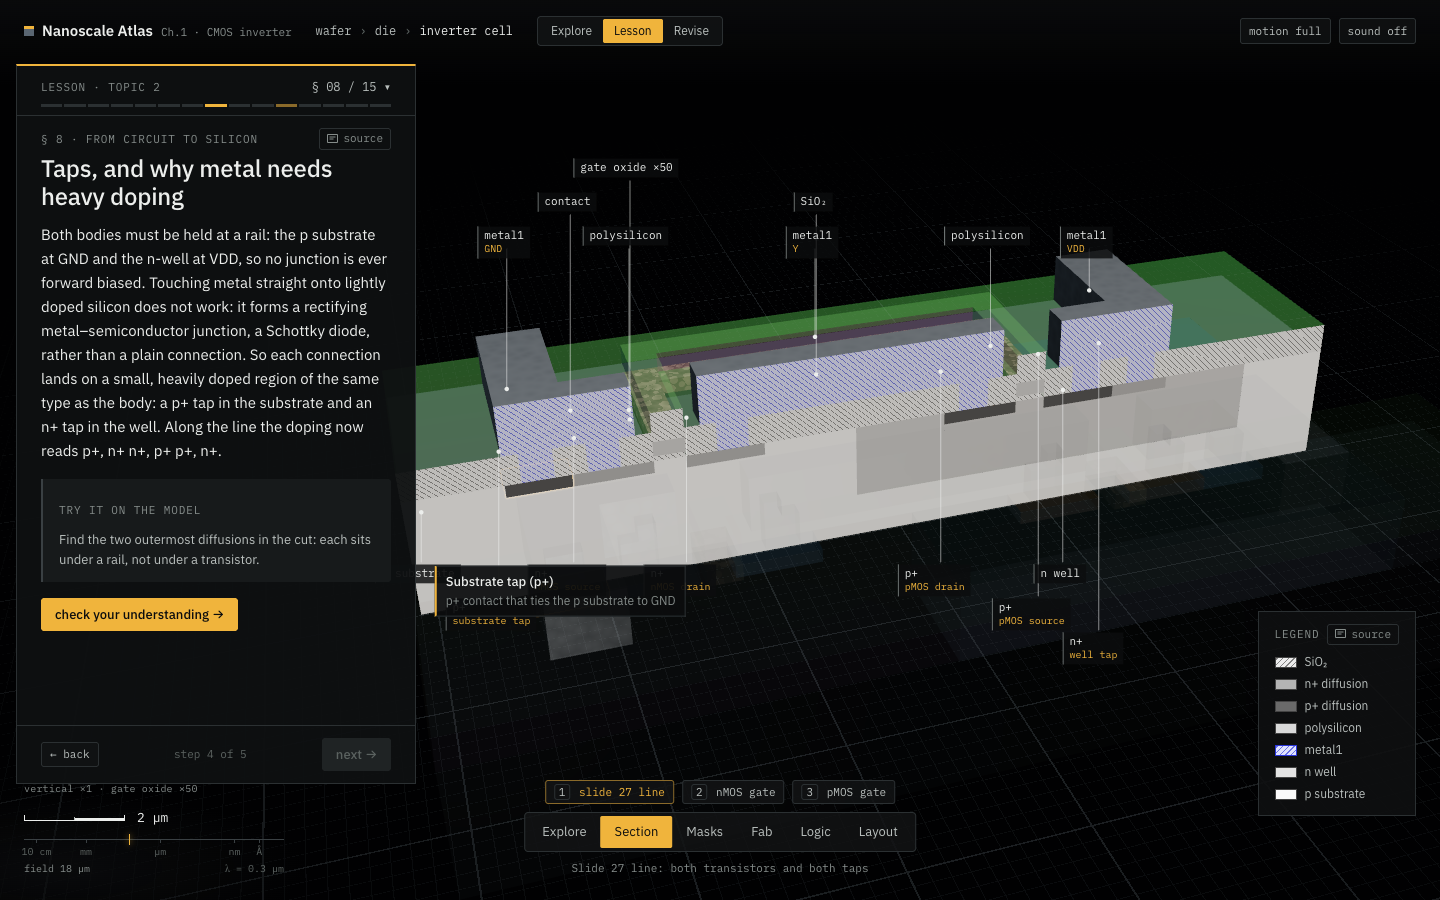 Nanoscale Atlas Ch.1 · CMOS inverter
wafer › die › inverter cell
Explore Lesson Revise
motion full
sound off
LESSON · TOPIC 2
§ 08 / 15 ▾
§ 8 · FROM CIRCUIT TO SILICON
source
Taps, and why metal needs
heavy doping
Both bodies must be held at a rail: the p substrate
at GND and the n-well at VDD, so no junction is ever
forward biased. Touching metal straight onto lightly
doped silicon does not work: it forms a rectifying
metal–semiconductor junction, a Schottky diode,
rather than a plain connection. So each connection
lands on a small, heavily doped region of the same
type as the body: a p+ tap in the substrate and an
n+ tap in the well. Along the line the doping now
reads p+, n+ n+, p+ p+, n+.
TRY IT ON THE MODEL
Find the two outermost diffusions in the cut: each sits
under a rail, not under a transistor.
check your understanding →
← back
step 4 of 5
next →
gate oxide ×50
contact
SiO₂
metal1
GND
polysilicon
metal1
Y
polysilicon
metal1
VDD
Substrate tap (p+)
p+ contact that ties the p substrate to GND
substrate tap
p+
pMOS drain
n well
p+
pMOS source
n+
well tap
LEGEND
source
SiO₂
n+ diffusion
p+ diffusion
polysilicon
metal1
n well
p substrate
vertical ×1 · gate oxide ×50
2 µm
10 cm mm µm nm Å
field 18 µm
λ = 0.3 µm
1 slide 27 line
2 nMOS gate
3 pMOS gate
Explore Section Masks Fab Logic Layout
Slide 27 line: both transistors and both taps